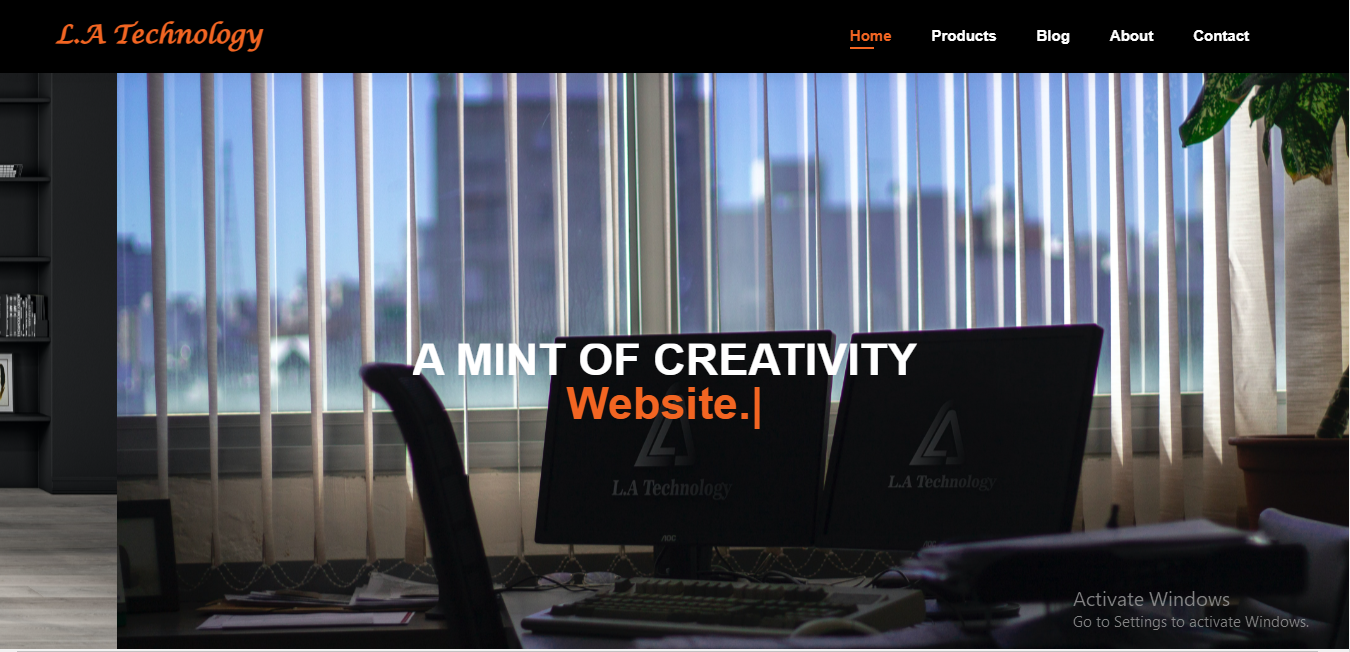 L.A Technology
Home Products Blog About Contact
A MINT OF CREATIVITY
Website.|
L.A Technology
L.A Technology
AOC
Activate Windows
Go to Settings to activate Windows.